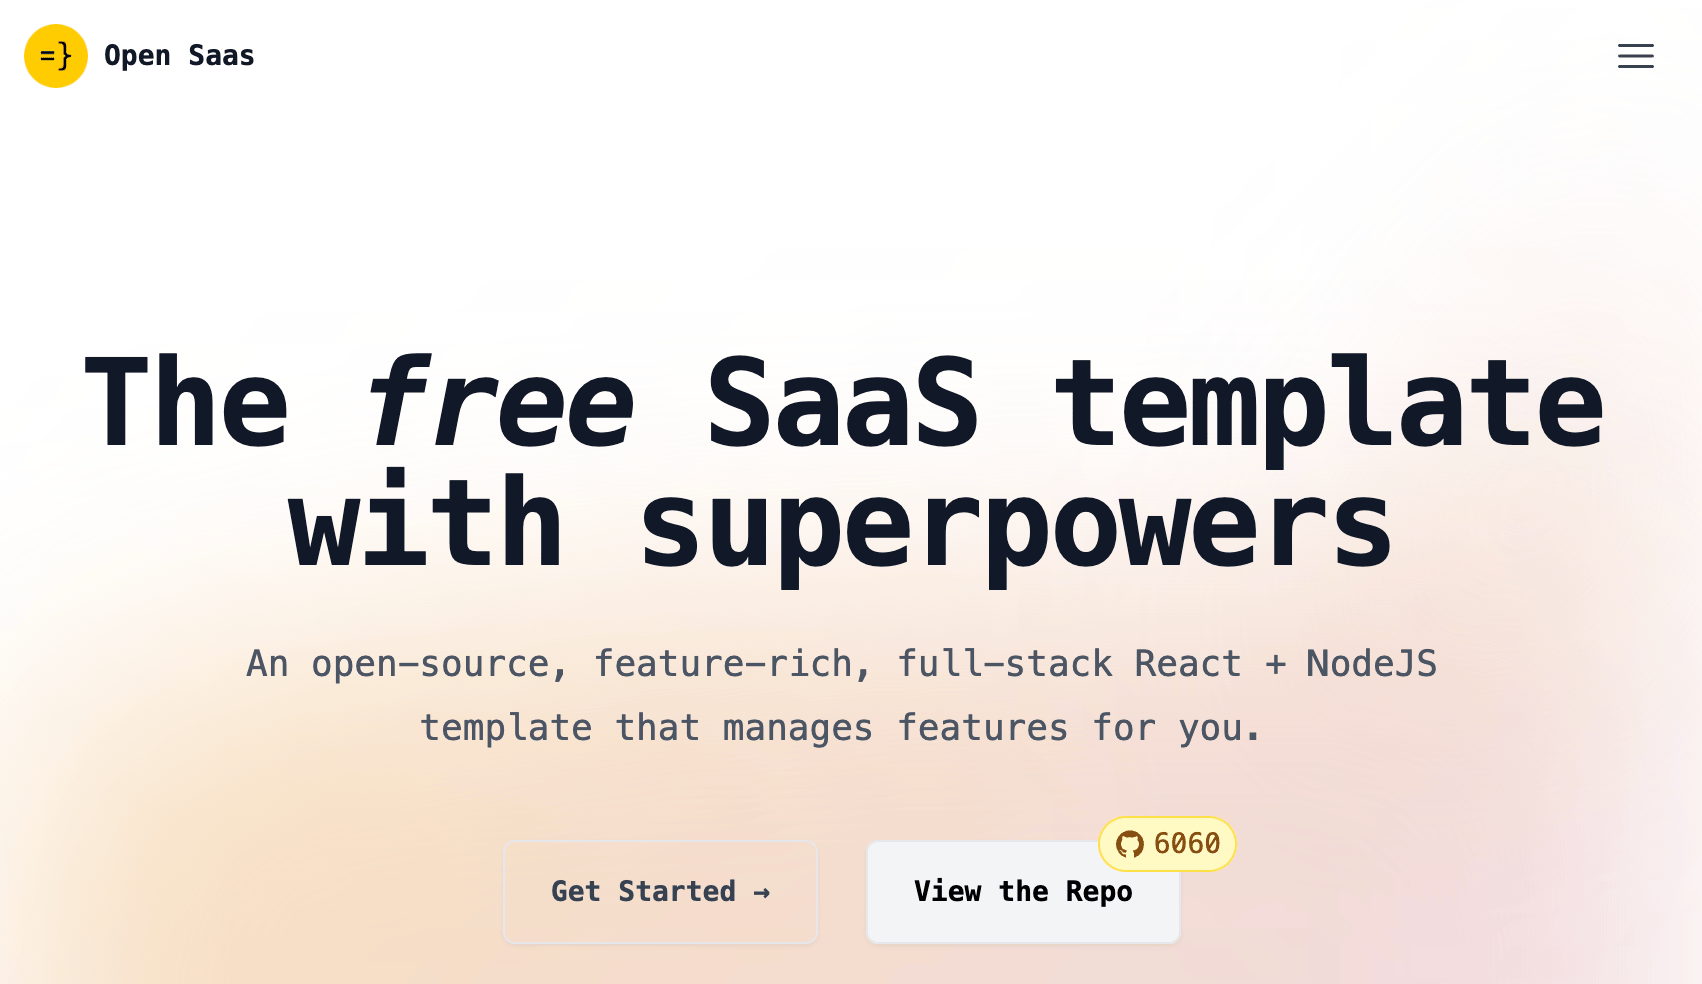 =} Open Saas
The free SaaS template
with superpowers
An open-source, feature-rich, full-stack React + NodeJS
template that manages features for you.
6060
Get Started →
View the Repo